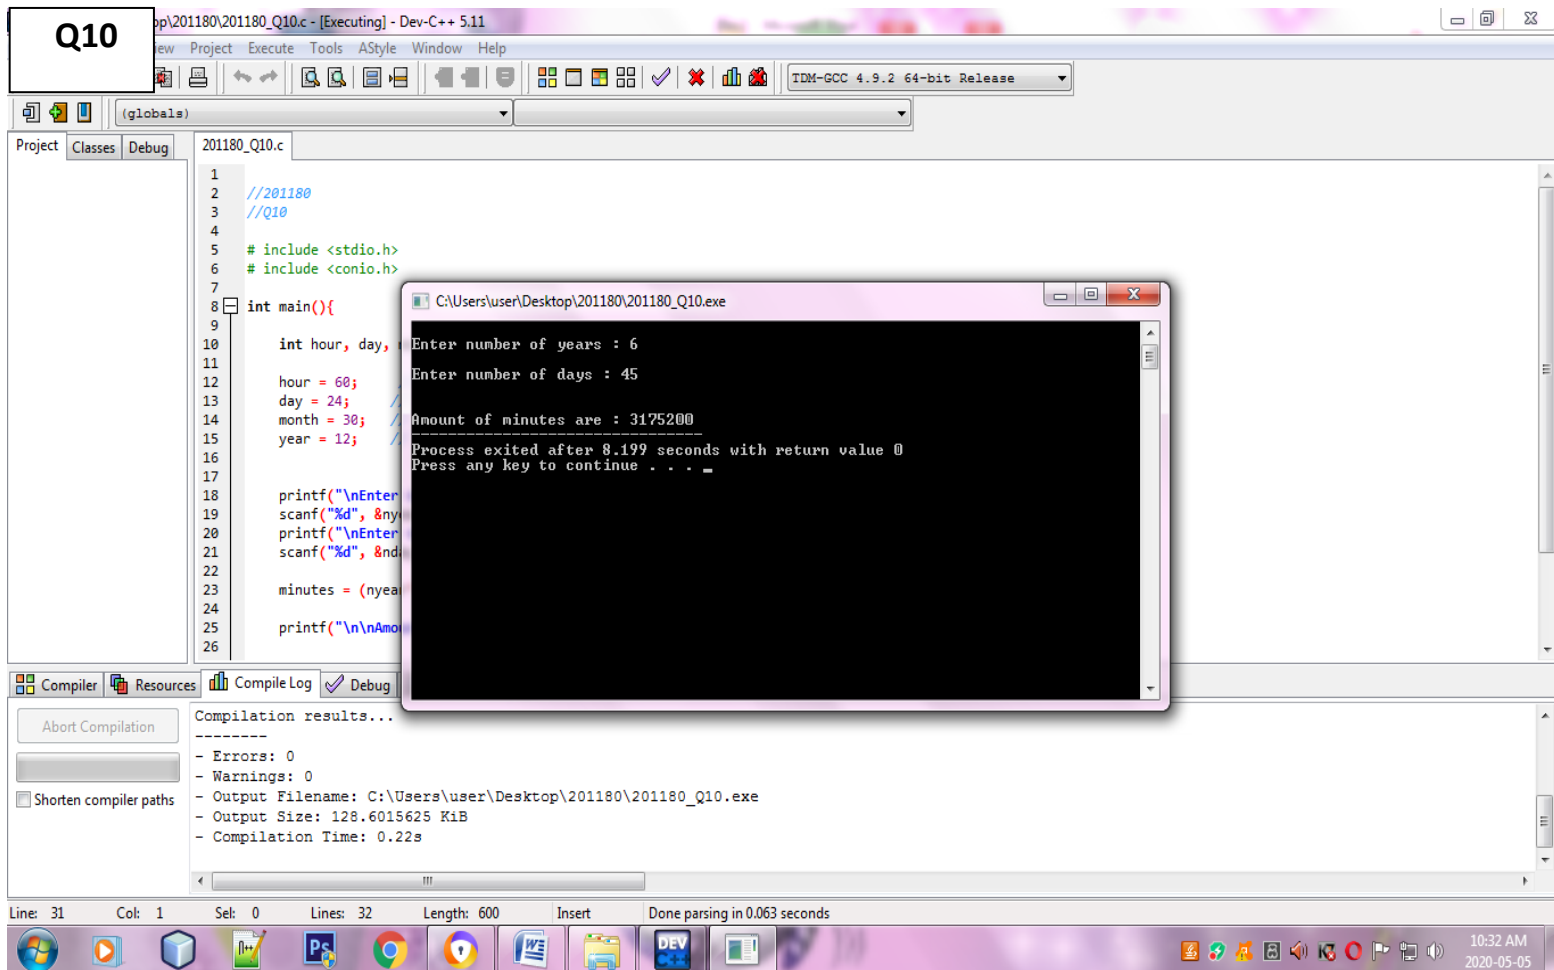 Q10
op\201180\201180_Q10.c - [Executing] - Dev-C++ 5.11
iew Project Execute Tools AStyle Window Help
TDM-GCC 4.9.2 64-bit Release
(globals)
Project Classes Debug
201180_Q10.c
1
2 //201180
3 //Q10
4
5 # include <stdio.h>
6 # include <conio.h>
7
8 int main(){
9
10 int hour, day,
11
12 hour = 60;
13 day = 24; //
14 month = 30; //
15 year = 12; //
16
17
18 printf("\nEnter
19 scanf("%d", &nye
20 printf("\nEnter
21 scanf("%d", &nda
22
23 minutes = (nyea
24
25 printf("\n\nAmou
26
C:\Users\user\Desktop\201180\201180_Q10.exe
Enter number of years : 6
Enter number of days : 45
Amount of minutes are : 3175200
--------------------------------
Process exited after 8.199 seconds with return value 0
Press any key to continue . . . _
Compiler Resources Compile Log Debug
Abort Compilation
Shorten compiler paths
Compilation results...
--------
- Errors: 0
- Warnings: 0
- Output Filename: C:\Users\user\Desktop\201180\201180_Q10.exe
- Output Size: 128.6015625 KiB
- Compilation Time: 0.22s
Line: 31 Col: 1 Sel: 0 Lines: 32 Length: 600 Insert Done parsing in 0.063 seconds
Ps
DEV
C++
10:32 AM
2020-05-05